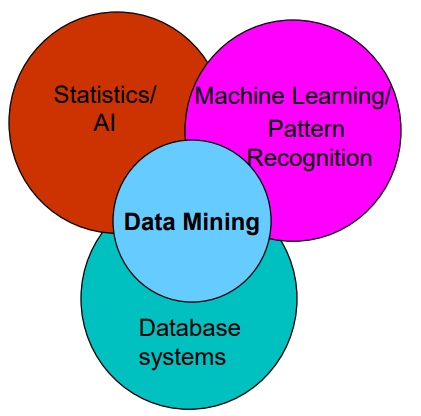 Statistics/
AI
Machine Learning/
Pattern
Recognition
Data Mining
Database
systems